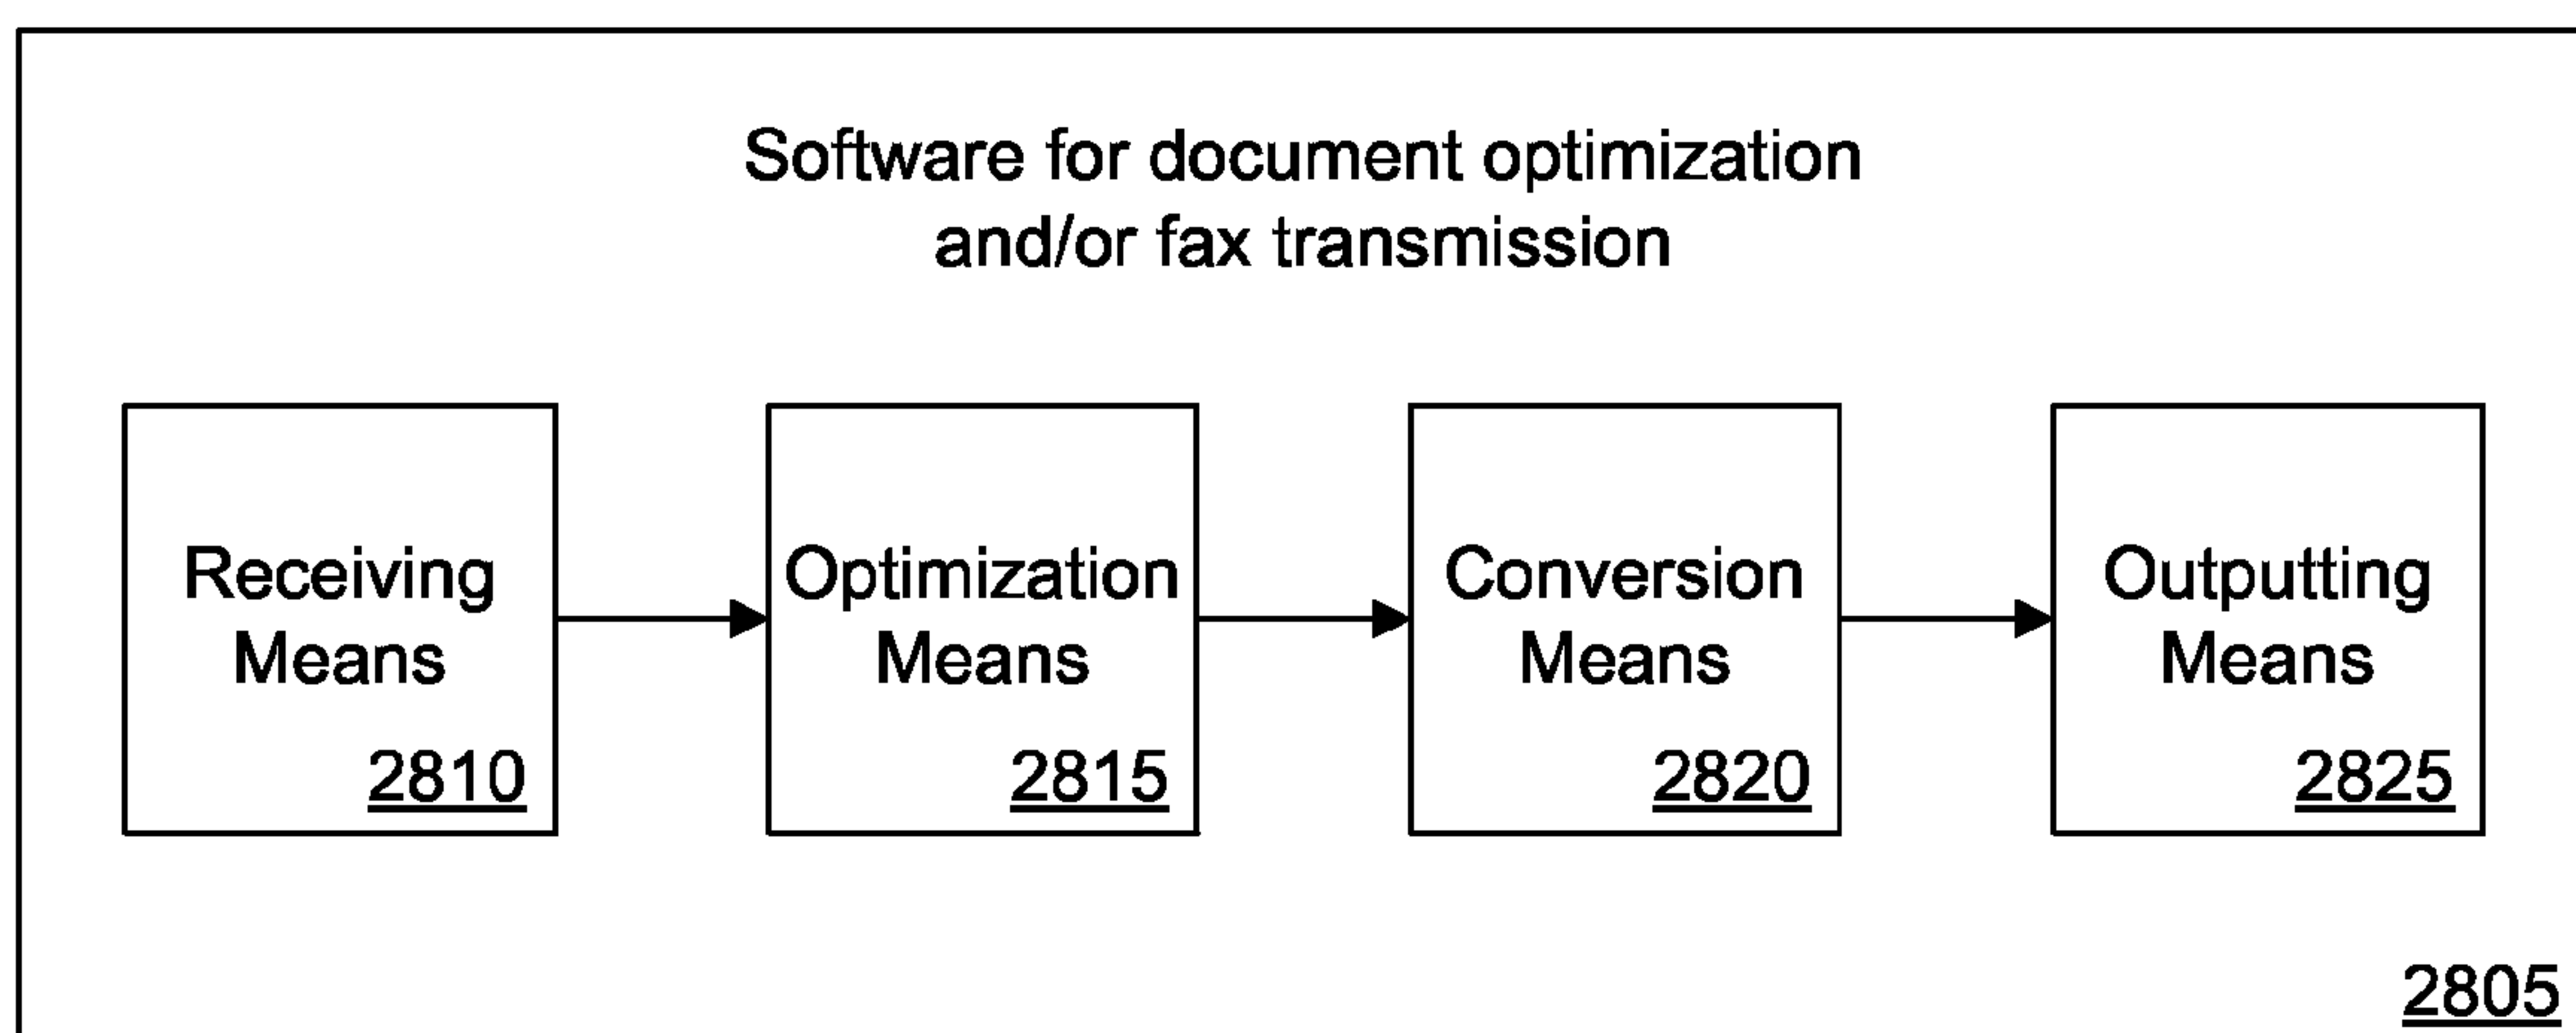 Software for document optimization
and/or fax transmission
Receiving
Means
2810
Optimization
Means
2815
Conversion
Means
2820
Outputting
Means
2825
2805